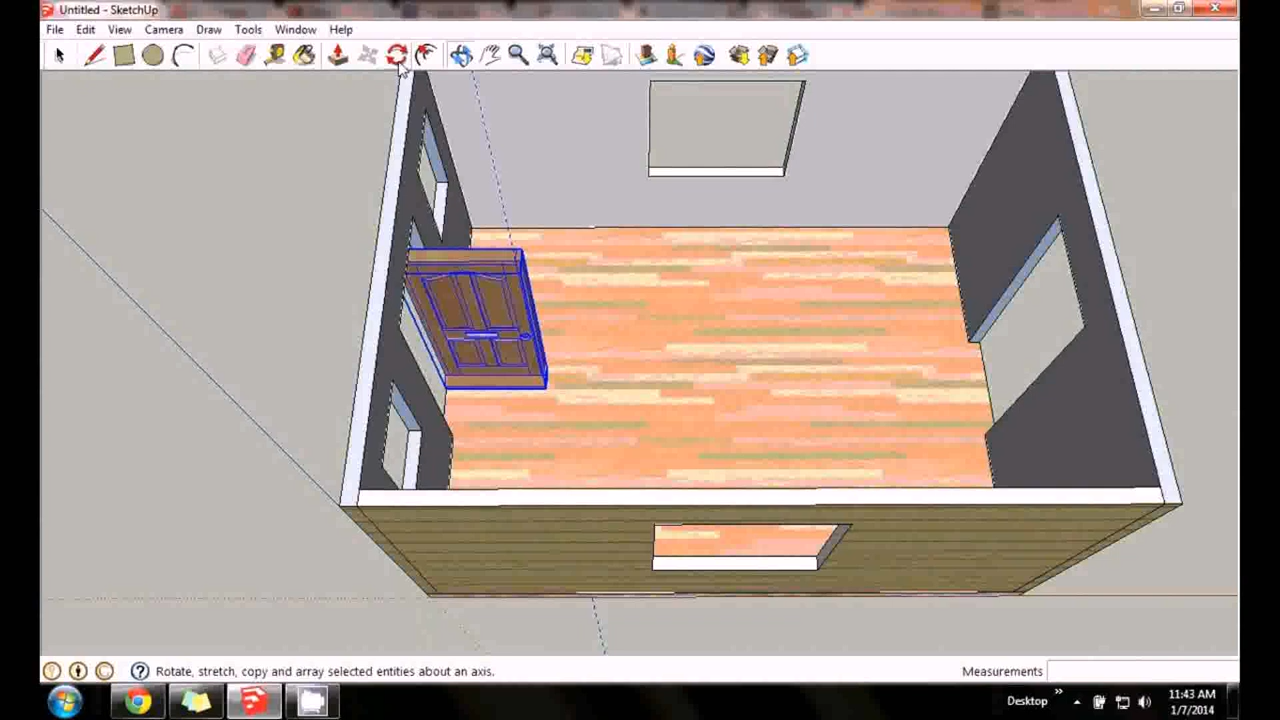 Untitled - SketchUp
File Edit View Camera Draw Tools Window Help
Rotate, stretch, copy and array selected entities about an axis.
Measurements
Desktop
11:43 AM
1/7/2014